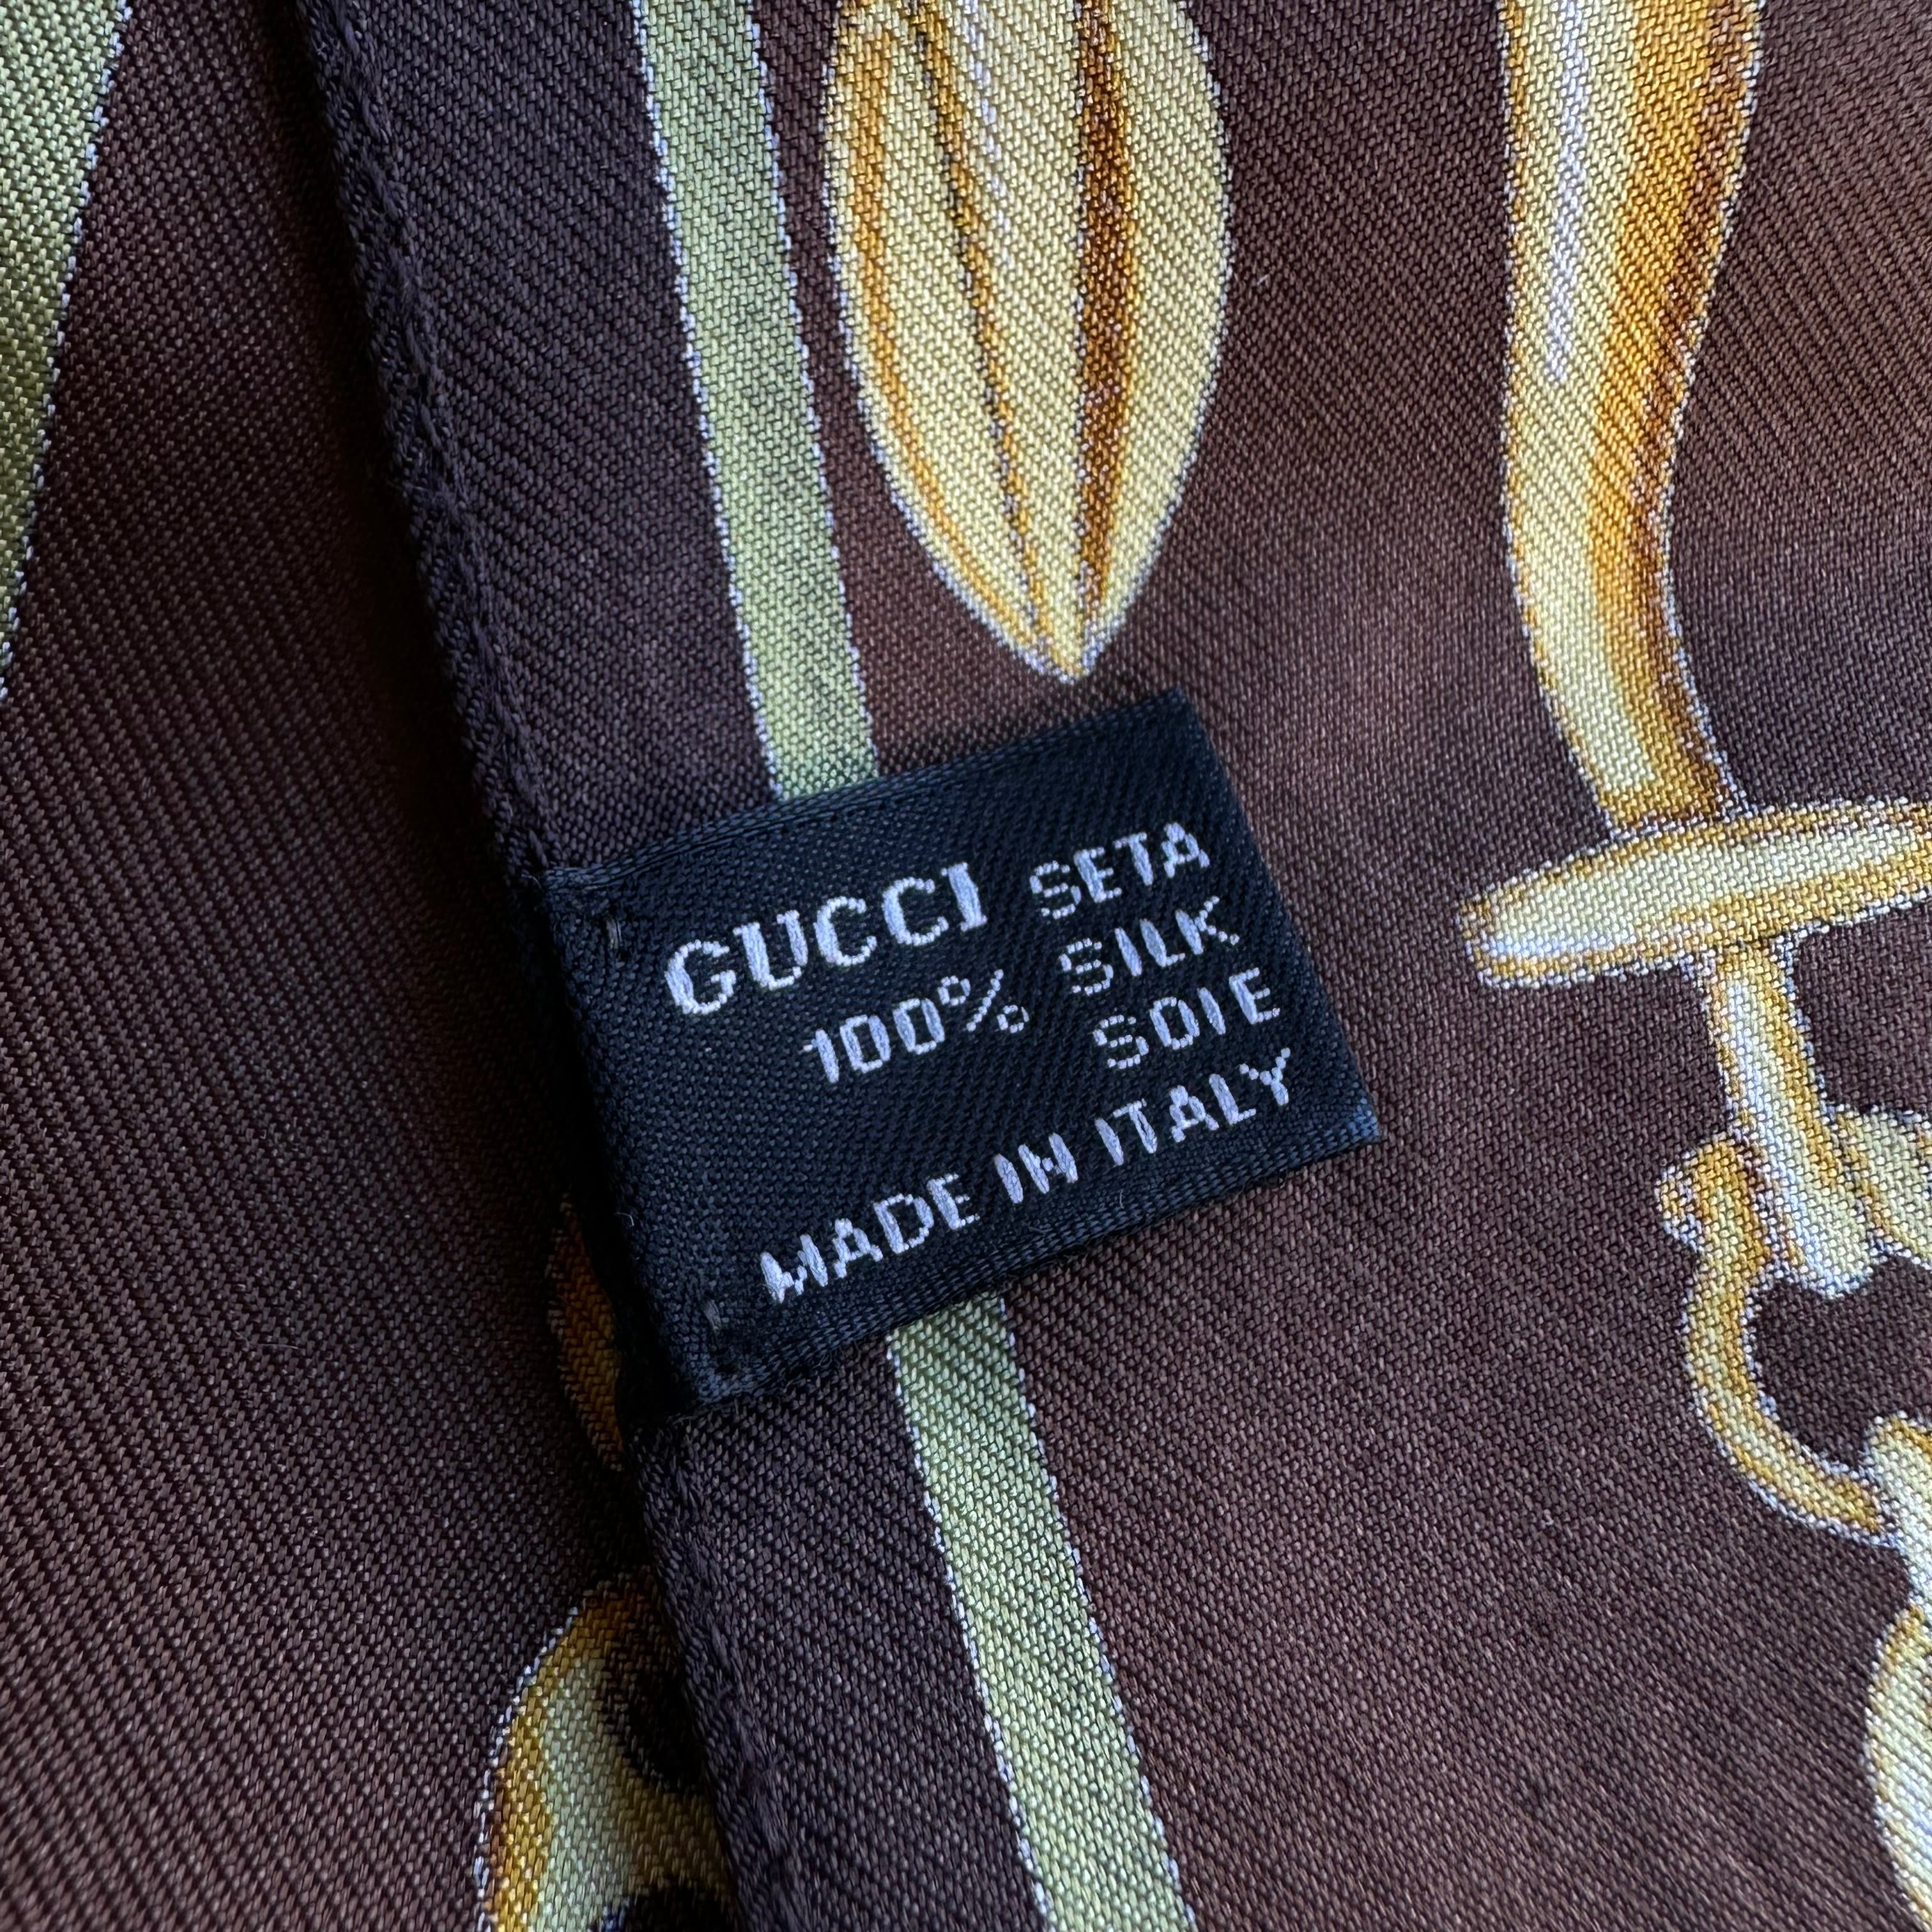 GUCCI SETA
100% SILK
SOIE
MADE IN ITALY